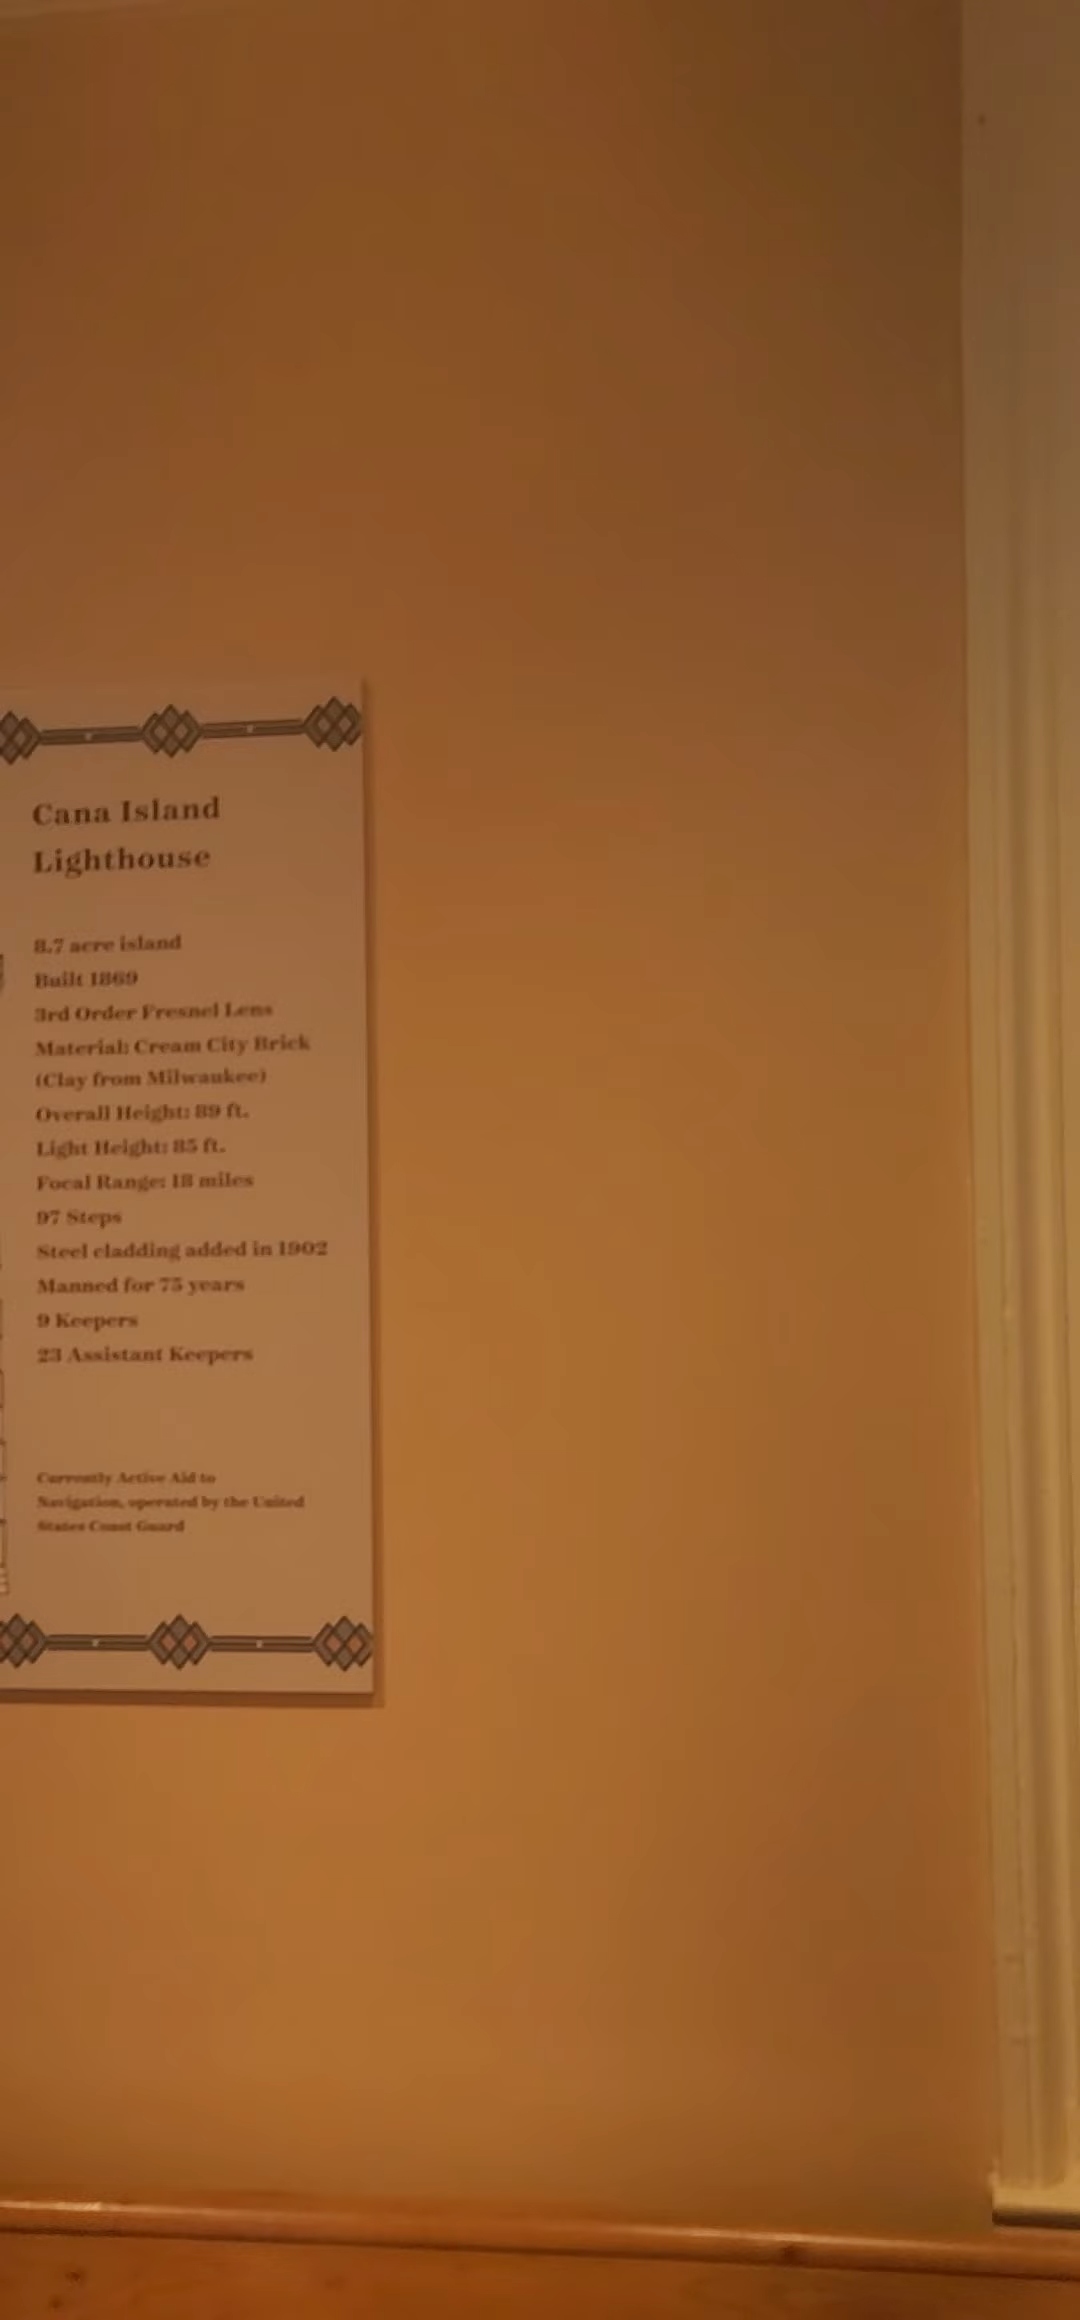 Cana Island
Lighthouse
8.7 acre island
Built 1869
3rd Order Fresnel Lens
Material: Cream City Brick
(Clay from Milwaukee)
Overall Height: 89 ft.
Light Height: 85 ft.
Focal Range: 18 miles
97 Steps
Steel cladding added in 1902
Manned for 75 years
9 Keepers
23 Assistant Keepers
Currently Active Aid to
Navigation, operated by the United
States Coast Guard